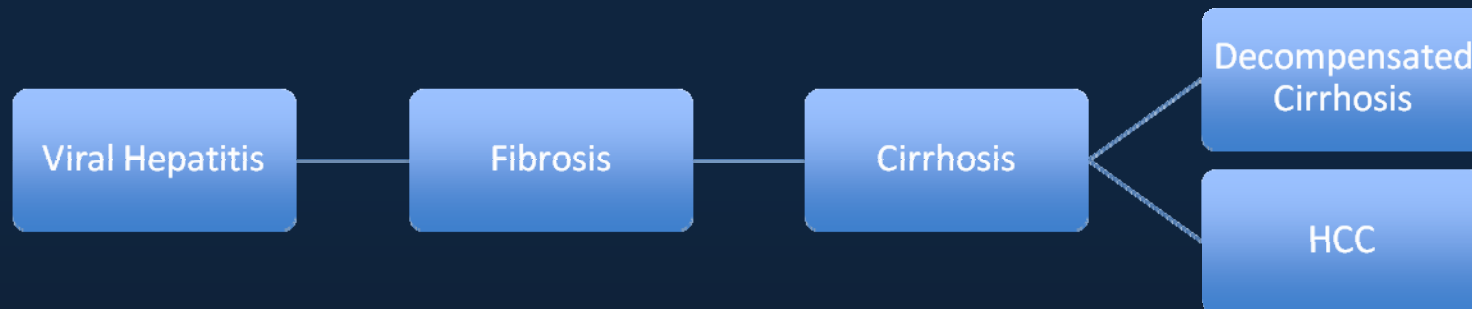 Viral Hepatitis
Fibrosis
Cirrhosis
Decompensated
Cirrhosis
HCC